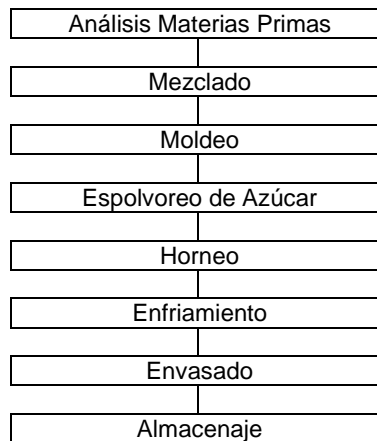 Análisis Materias Primas
Mezclado
Moldeo
Espolvoreo de Azúcar
Horneo
Enfriamiento
Envasado
Almacenaje